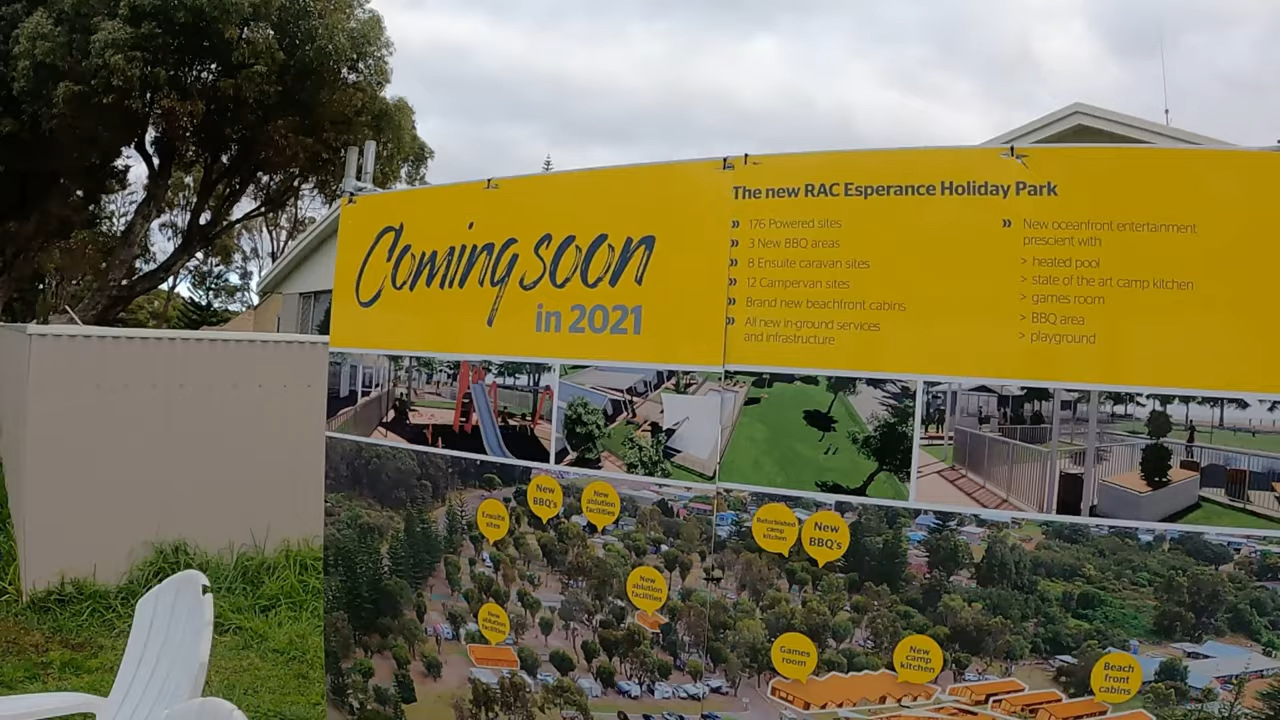 Coming soon
in 2021
The new RAC Esperance Holiday Park
» 176 Powered sites
» 3 New BBQ areas
» 8 Ensuite caravan sites
» 12 Campervan sites
» Brand new beachfront cabins
» All new in-ground services
and infrastructure
» New oceanfront entertainment
prescient with
> heated pool
> state of the art camp kitchen
> games room
> BBQ area
> playground
Ensuite
sites
New
BBQ's
New
ablution
facilities
Refurbished
camp
kitchen
New
BBQ's
New
ablution
facilities
New
ablution
facilities
Games
room
New
camp
kitchen
Beach
front
cabins